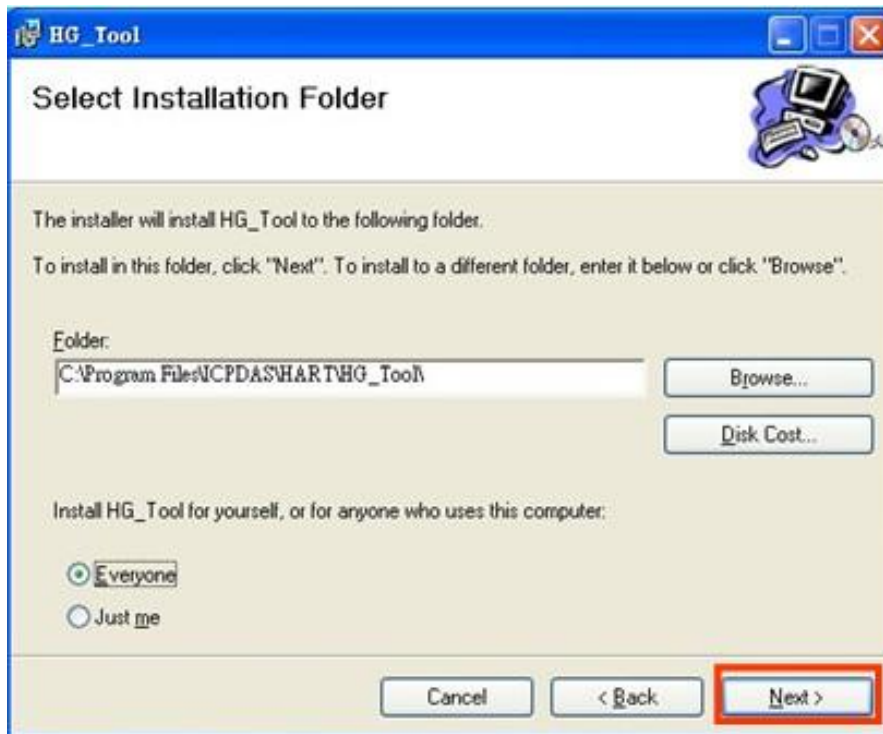 HG_Tool
Select Installation Folder
The installer will install HG_Tool to the following folder.
To install in this folder, click "Next". To install to a different folder, enter it below or click "Browse".
Folder:
C:\Program Files\ICPDAS\HART\HG_Tool\
Browse...
Disk Cost...
Install HG_Tool for yourself, or for anyone who uses this computer:
Everyone
Just me
Cancel
< Back
Next >